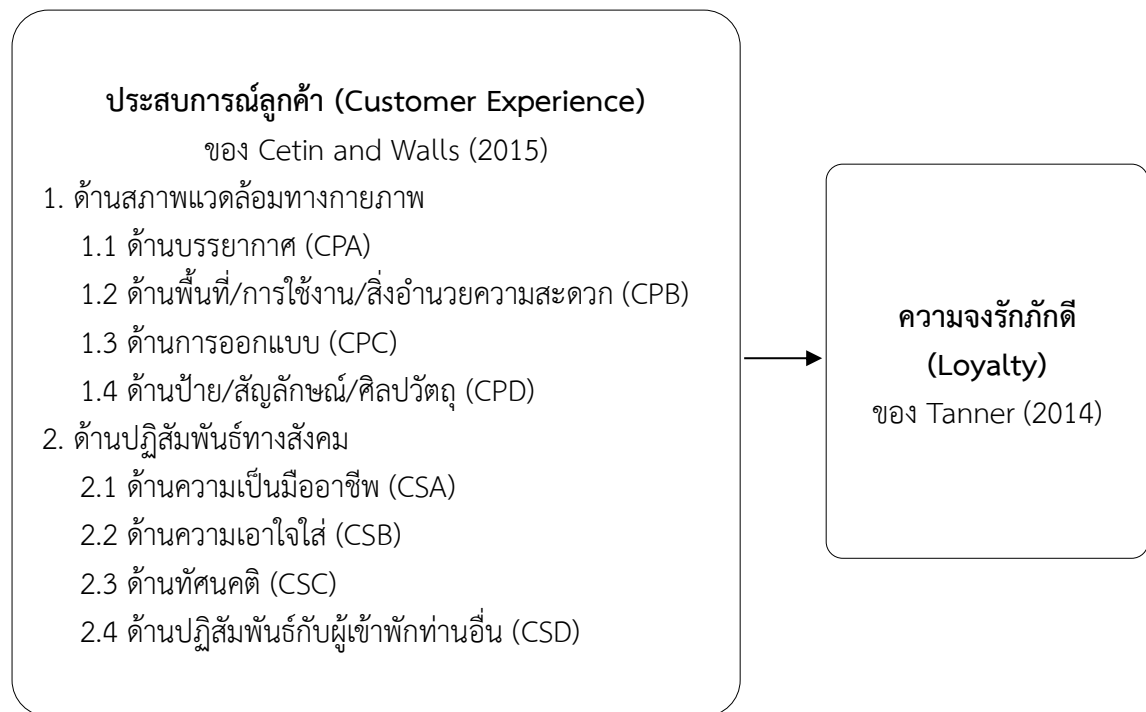 ประสบการณ์ลูกค้า (Customer Experience)
ของ Cetin and Walls (2015)
1. ด้านสภาพแวดล้อมทางกายภาพ
1.1 ด้านบรรยากาศ (CPA)
1.2 ด้านพื้นที่/การใช้งาน/สิ่งอำนวยความสะดวก (CPB)
1.3 ด้านการออกแบบ (CPC)
1.4 ด้านป้าย/สัญลักษณ์/ศิลปวัตถุ (CPD)
2. ด้านปฏิสัมพันธ์ทางสังคม
2.1 ด้านความเป็นมืออาชีพ (CSA)
2.2 ด้านความเอาใจใส่ (CSB)
2.3 ด้านทัศนคติ (CSC)
2.4 ด้านปฏิสัมพันธ์กับผู้เข้าพักท่านอื่น (CSD)
ความจงรักภักดี
(Loyalty)
ของ Tanner (2014)